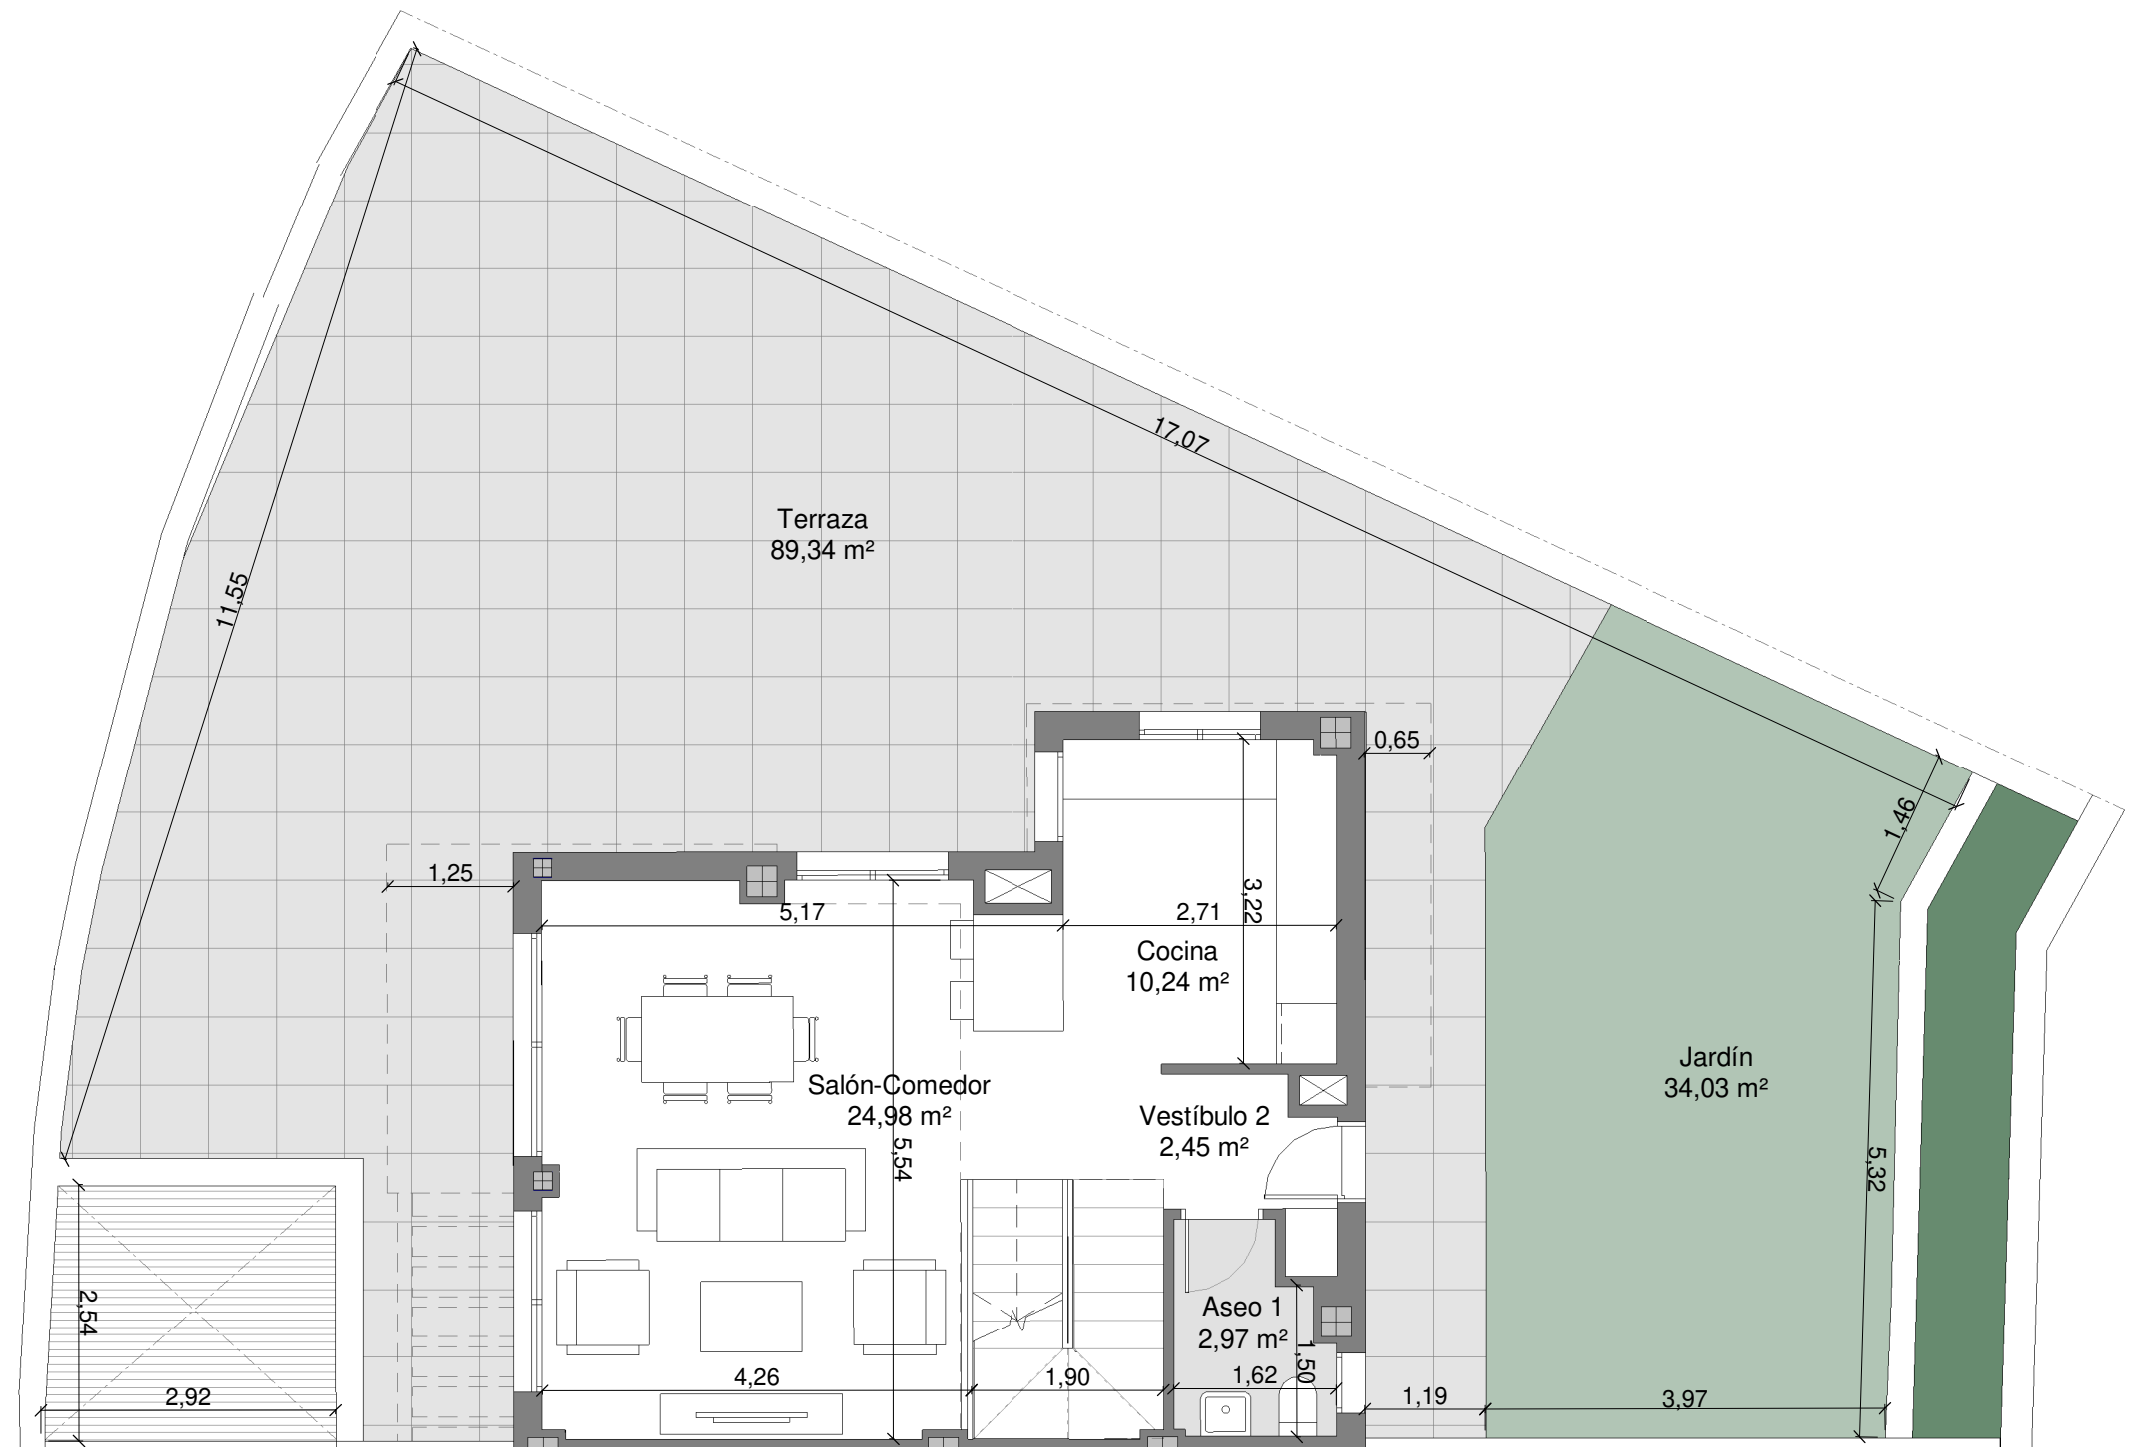 17,07
Terraza
89,34 m²
11,55
0,65
1,46
1,25
5,17
2,71
3,22
Cocina
10,24 m²
Jardín
34,03 m²
Salón-Comedor
24,98 m²
5,54
Vestíbulo 2
2,45 m²
5,32
2,54
Aseo 1
2,97 m²
1,50
4,26
1,90
1,62
2,92
1,19
3,97